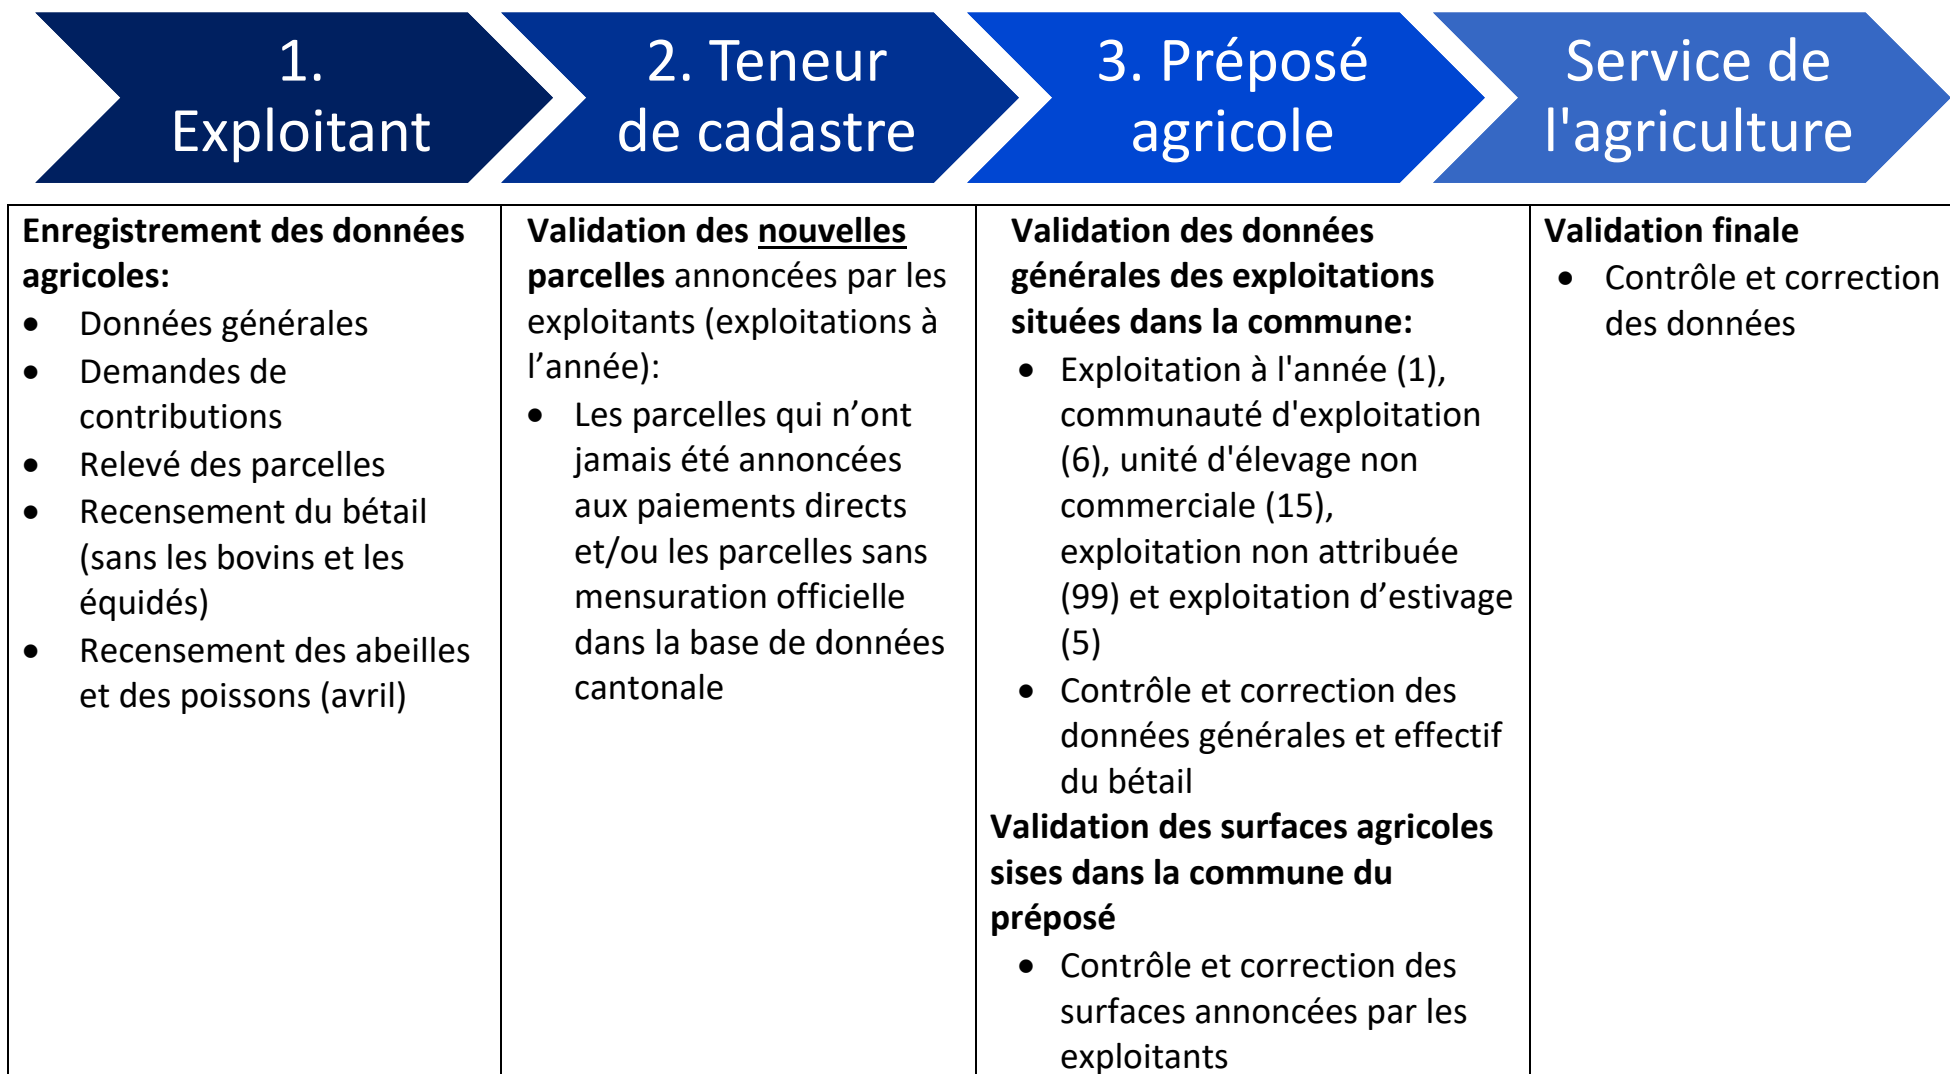 1.
Exploitant
2. Teneur
de cadastre
3. Préposé
agricole
Service de
l'agriculture
Enregistrement des données
agricoles:
• Données générales
• Demandes de
contributions
• Relevé des parcelles
• Recensement du bétail
(sans les bovins et les
équidés)
• Recensement des abeilles
et des poissons (avril)
Validation des nouvelles
parcelles annoncées par les
exploitants (exploitations à
l’année):
• Les parcelles qui n’ont
jamais été annoncées
aux paiements directs
et/ou les parcelles sans
mensuration officielle
dans la base de données
cantonale
Validation des données
générales des exploitations
situées dans la commune:
• Exploitation à l'année (1),
communauté d'exploitation
(6), unité d'élevage non
commerciale (15),
exploitation non attribuée
(99) et exploitation d’estivage
(5)
• Contrôle et correction des
données générales et effectif
du bétail
Validation des surfaces agricoles
sises dans la commune du
préposé
• Contrôle et correction des
surfaces annoncées par les
exploitants
Validation finale
• Contrôle et correction
des données